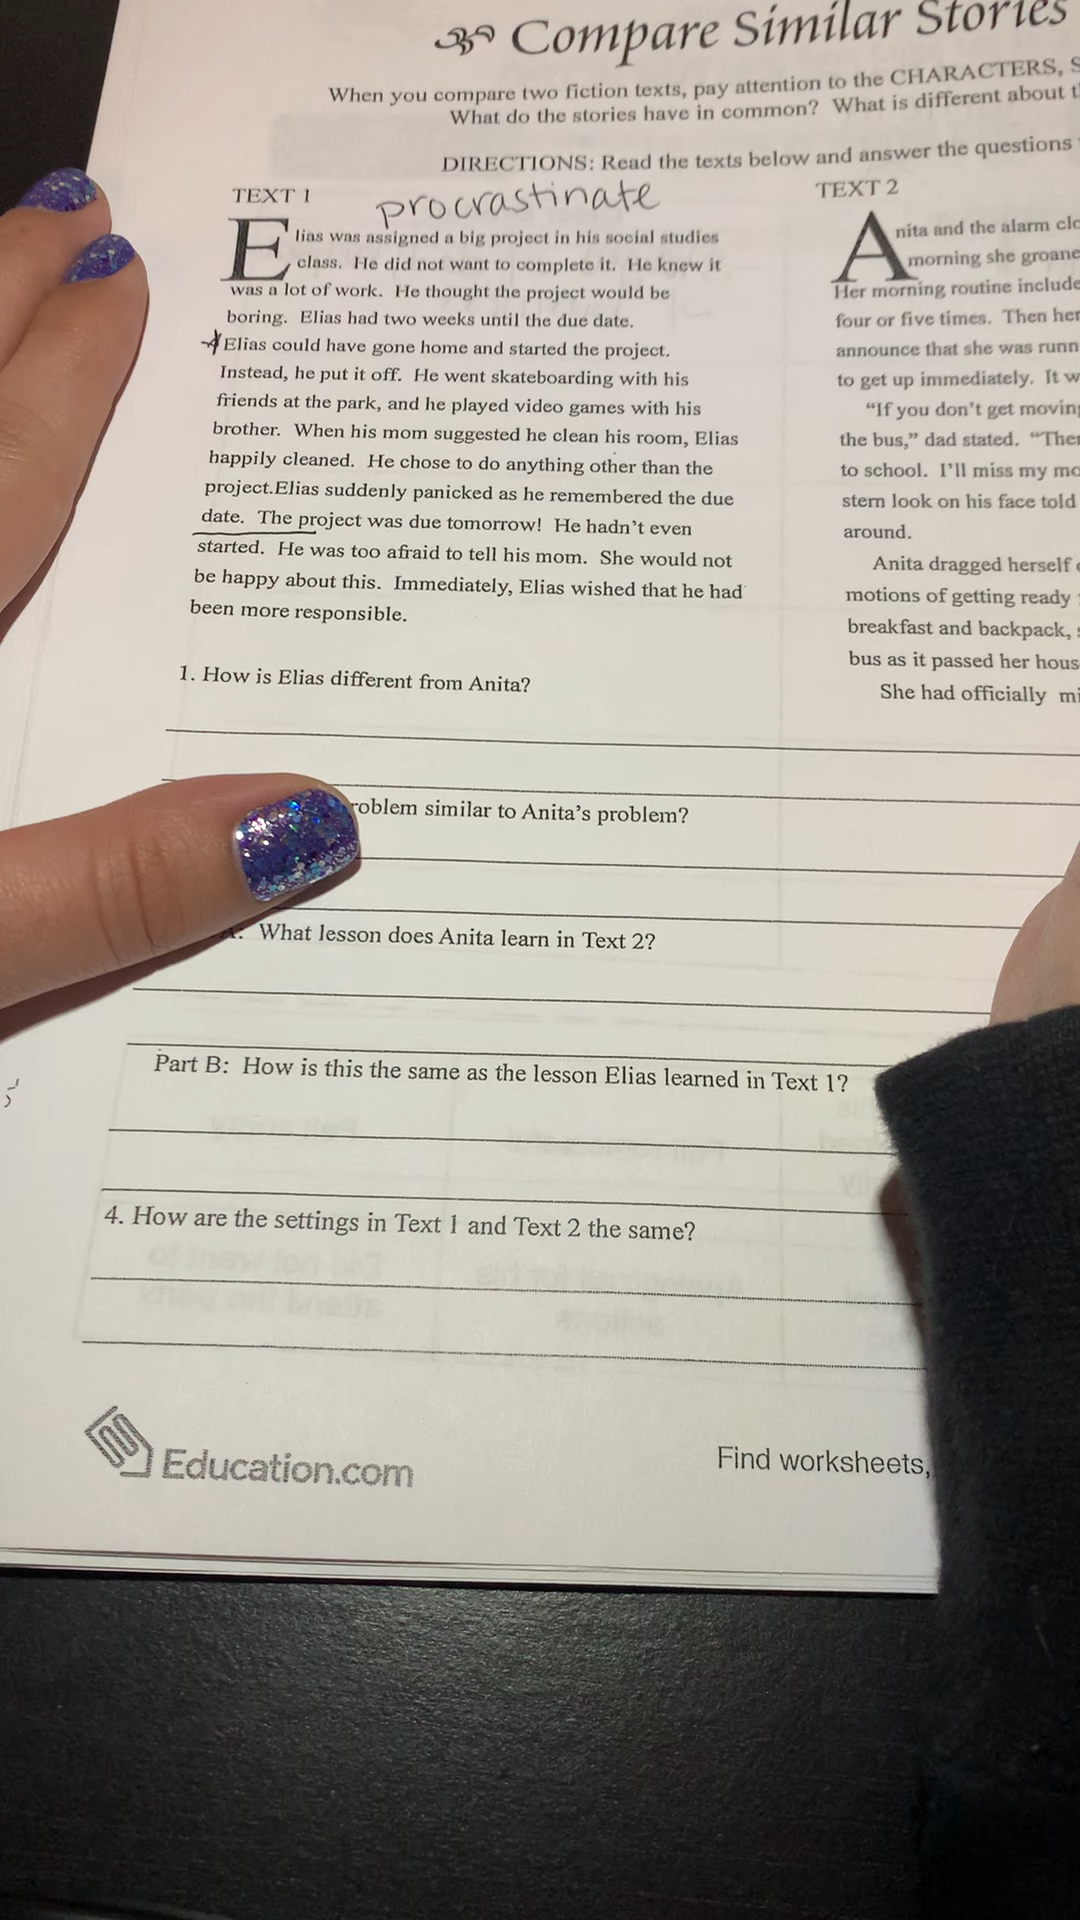 Compare Similar Stories
When you compare two fiction texts, pay attention to the CHARACTERS,
What do the stories have in common? What is different about
DIRECTIONS: Read the texts below and answer the questions
TEXT 1
procrastinate
Elias was assigned a big project in his social studies
class. He did not want to complete it. He knew it
was a lot of work. He thought the project would be
boring. Elias had two weeks until the due date.
Elias could have gone home and started the project.
Instead, he put it off. He went skateboarding with his
friends at the park, and he played video games with his
brother. When his mom suggested he clean his room, Elias
happily cleaned. He chose to do anything other than the
project.Elias suddenly panicked as he remembered the due
date. The project was due tomorrow! He hadn't even
started. He was too afraid to tell his mom. She would not
be happy about this. Immediately, Elias wished that he had
been more responsible.
TEXT 2
Anita and the alarm
morning she
Her morning routine
four or five times. Then her
announce that she was
to get up immediately. It
"If you don't get
the bus," dad stated.
to school. I'll miss my
stern look on his face told
around.
Anita dragged herself
motions of getting ready
breakfast and backpack,
bus as it passed her
She had officially
1. How is Elias different from Anita?
similar to Anita's problem?
What lesson does Anita learn in Text 2?
Part B: How is this the same as the lesson Elias learned in Text 1?
4. How are the settings in Text 1 and Text 2 the same?
Education.com
Find worksheets,